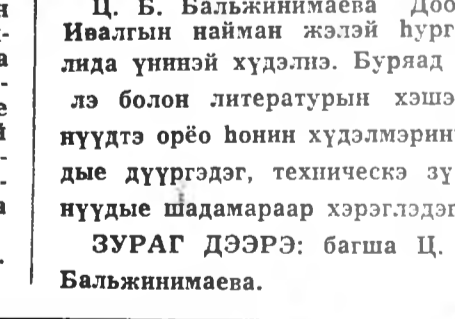 н
-
а
-
е
й
-
-
а
.
Ц. Б. Бальжинимаева Доо
Ивалгын найман жэлэй һург
лида үнинэй хүдэлнэ. Буряад
лэ болон литературын хэшэ
нүүдтэ орёо һонин хүдэлмэрин
дые дүүргэдэг, техническэ зү
нүүдые шадамараар хэрэглэдэг
ЗУРАГ ДЭЭРЭ: багша Ц.
Бальжинимаева.